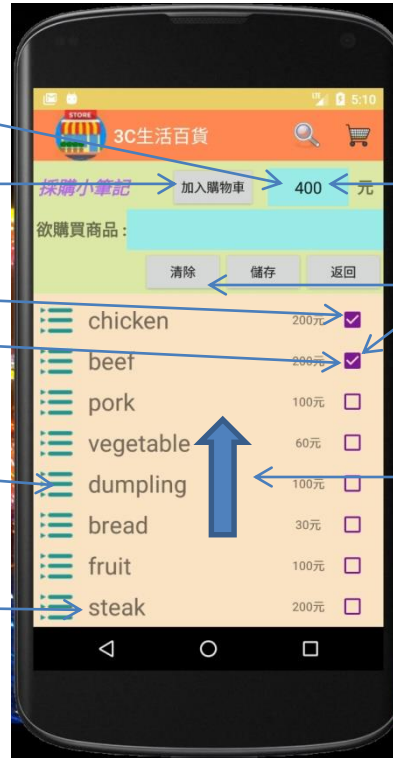 5:10
STORE
3C生活百貨
採購小筆記 加入購物車 400 元
欲購買商品 :
清除 儲存 返回
chicken 200元
beef 200元
pork 100元
vegetable 60元
dumpling 100元
bread 30元
fruit 100元
steak 200元